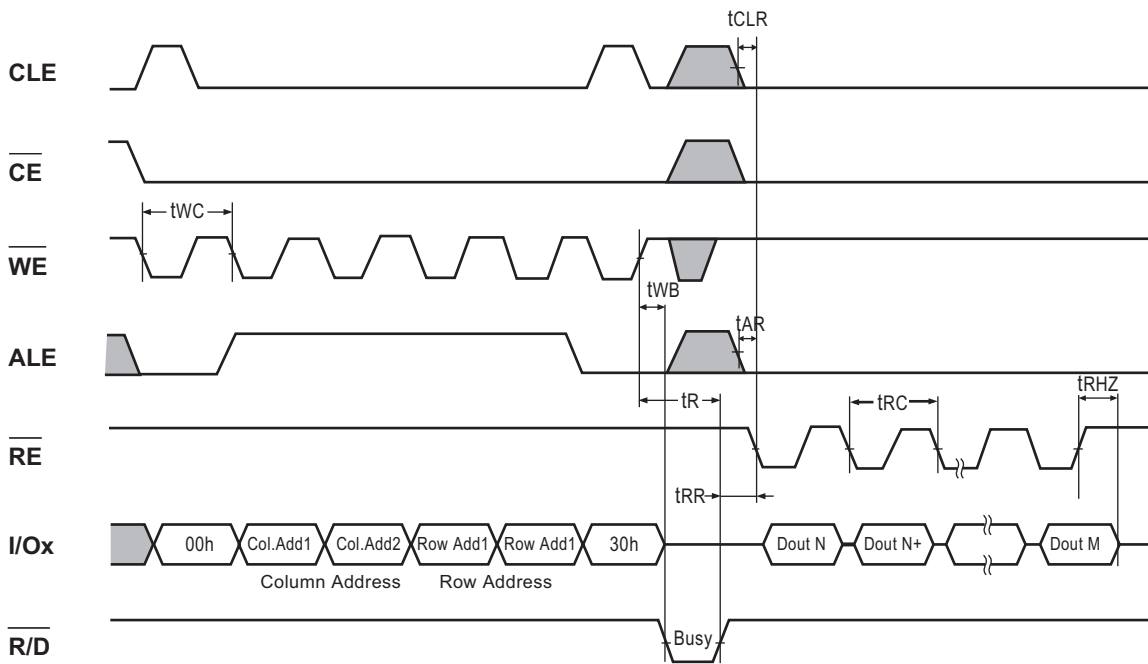 tCLR
CLE
CE
tWC
WE
tWB
tAR
ALE
tRHZ
tR
tRC
RE
tRR
I/Ox
00h
Col.Add1
Col.Add2
Row Add1
Row Add1
30h
Dout N
Dout N+
Dout M
Column Address
Row Address
Busy
R/D